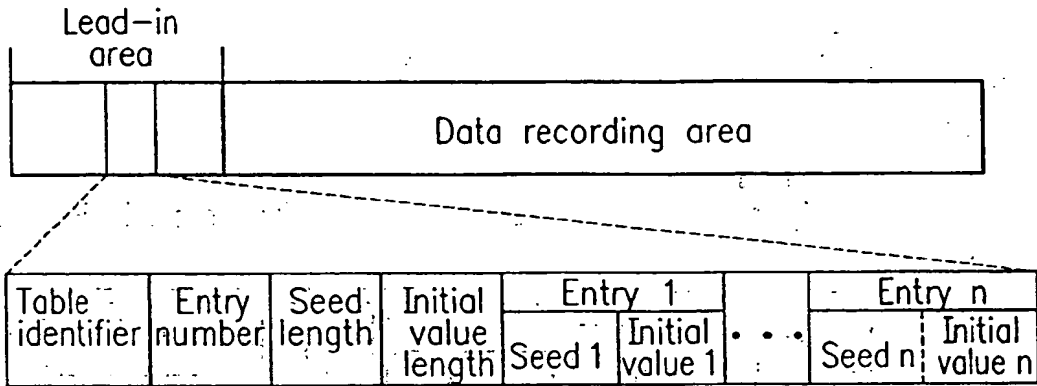 Lead-in
area
Data recording area
Table
identifier
Entry
number
Seed
length
Initial
value
length
Entry 1
Seed 1
Initial
value 1
• • •
Entry n
Seed n
Initial
value n